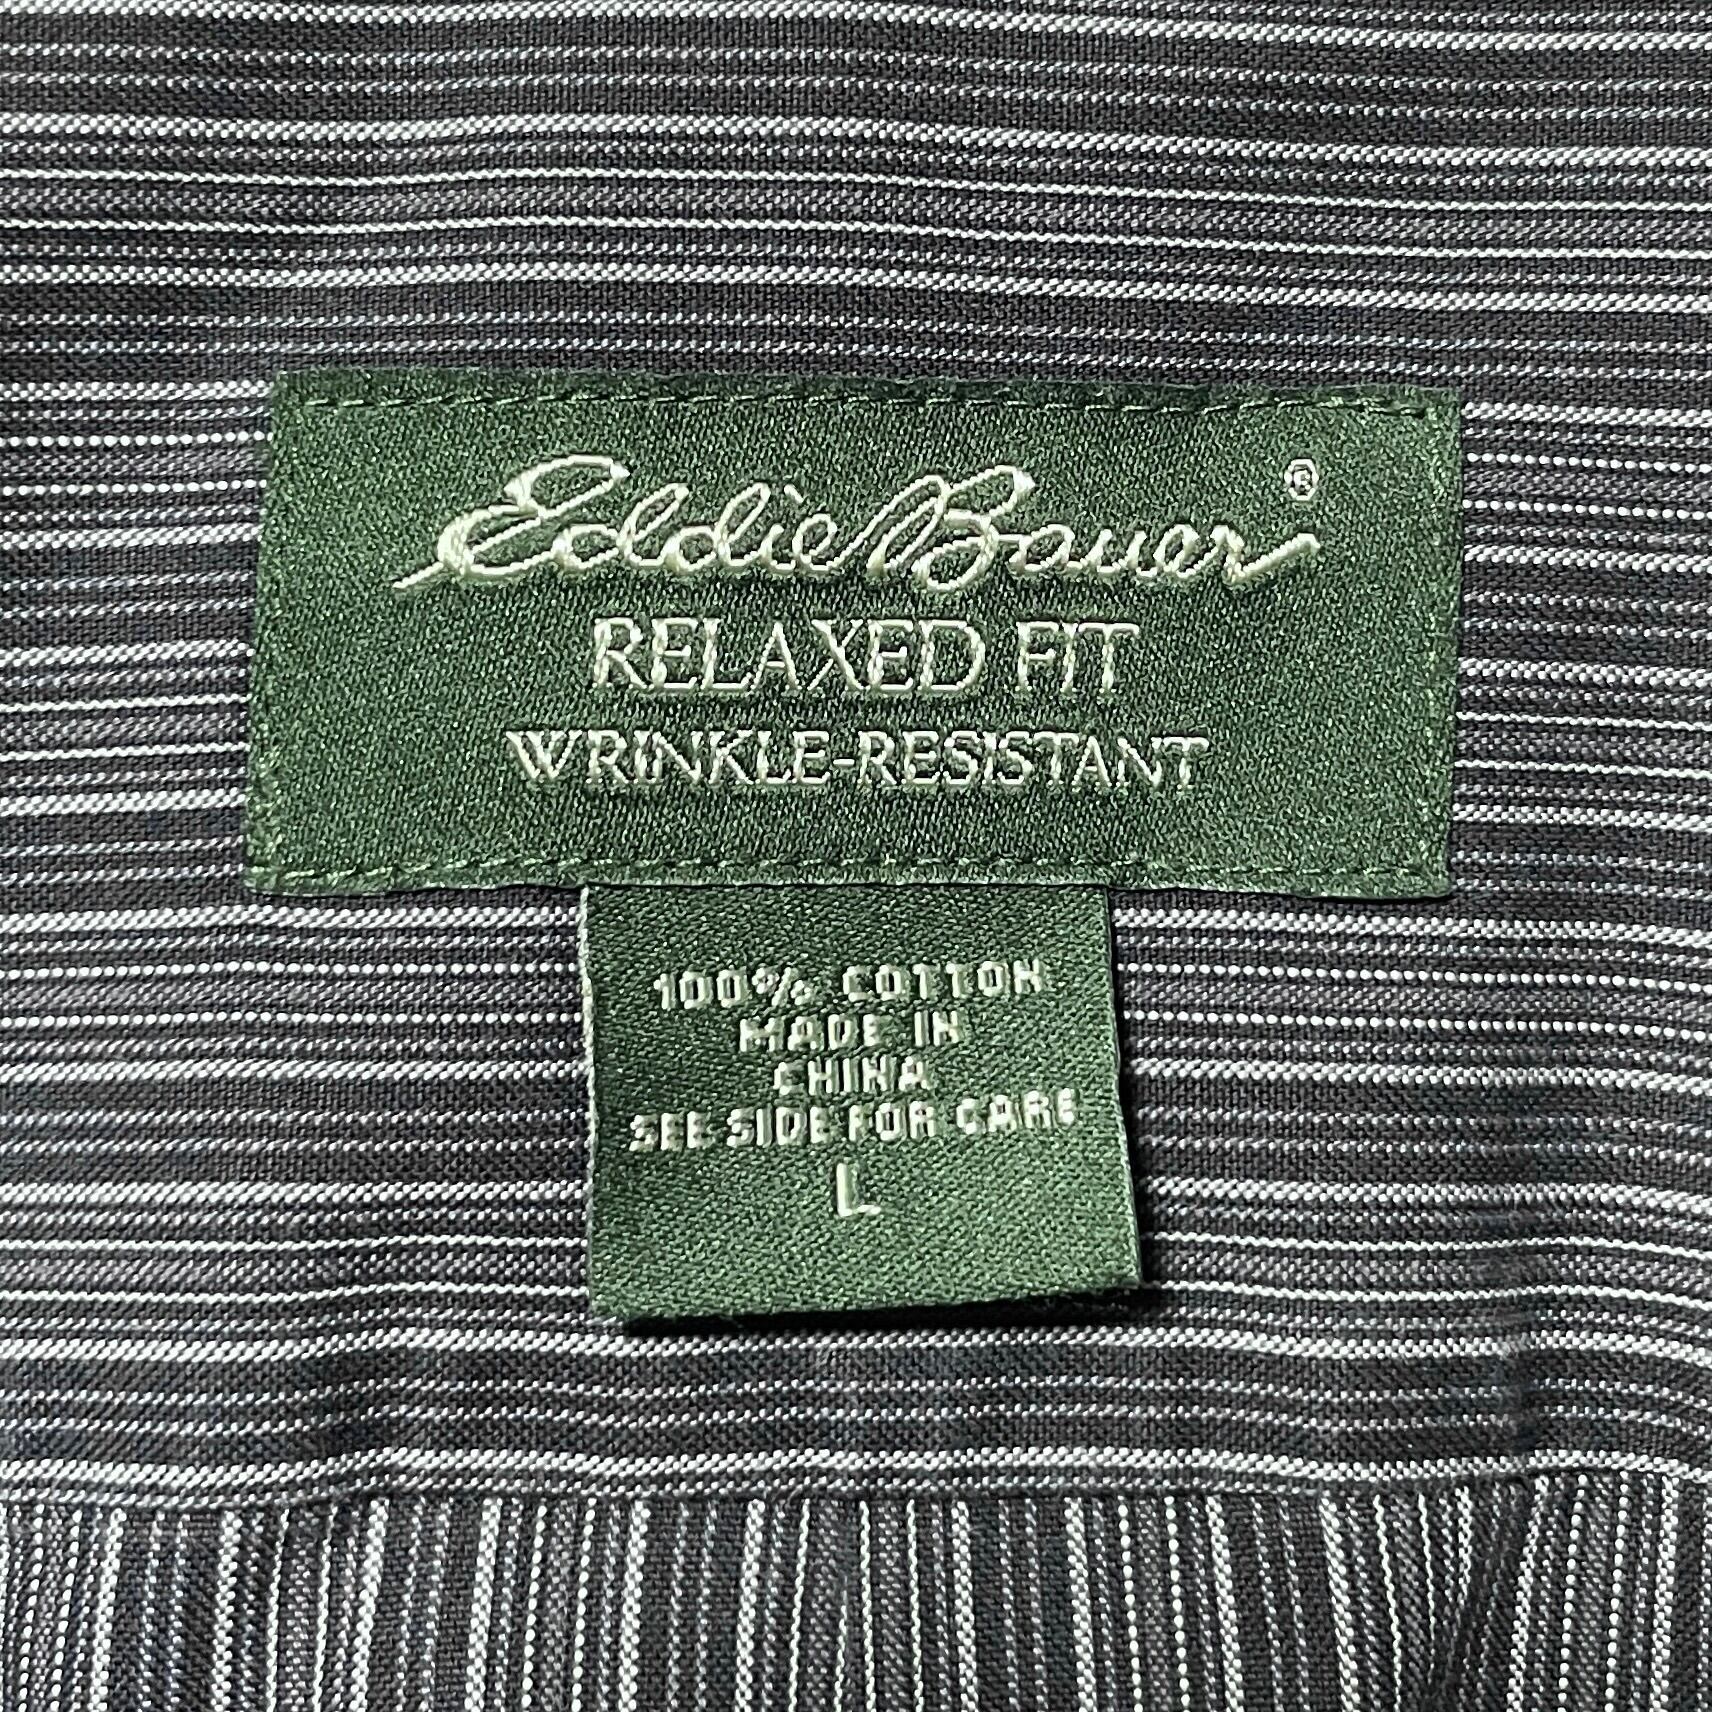 Eddie Bauer®
RELAXED FIT
WRINKLE-RESISTANT
100% COTTON
MADE IN
CHINA
SEE SIDE FOR CARE
L